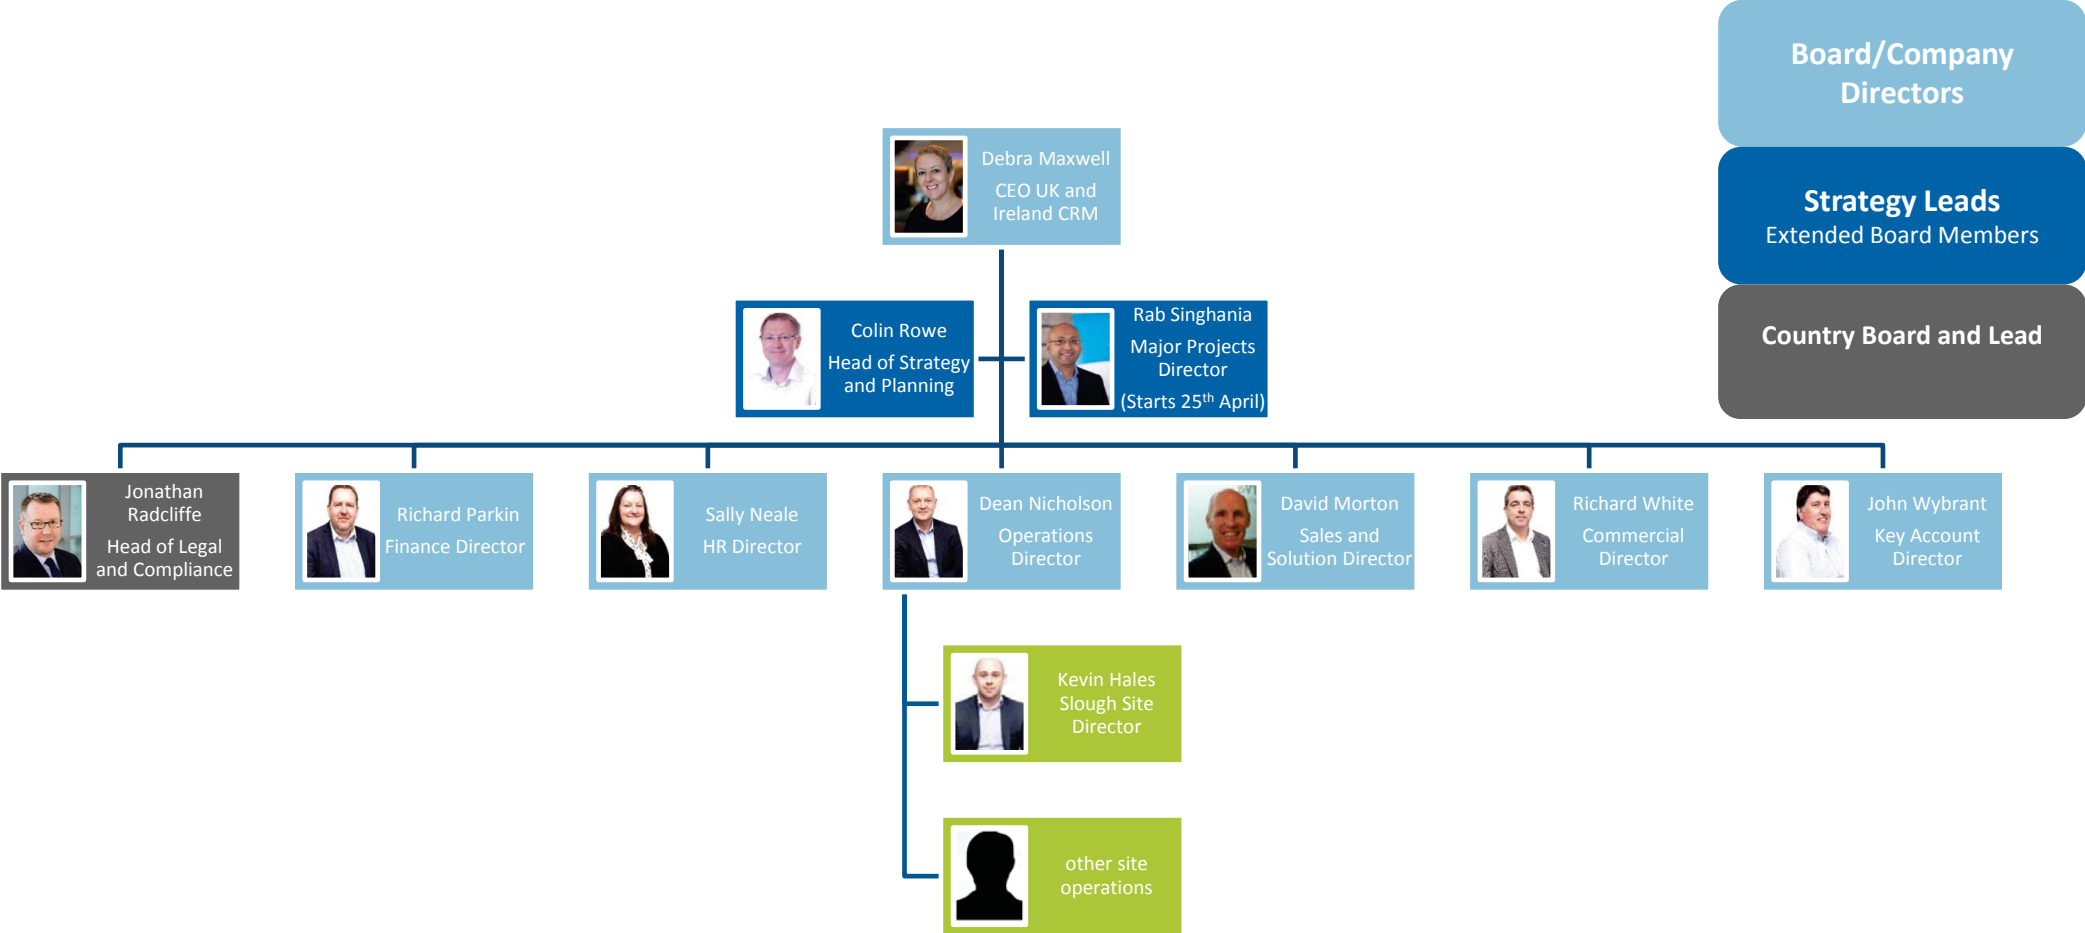 Board/Company
Directors
Strategy Leads
Extended Board Members
Country Board and Lead
Debra Maxwell
CEO UK and
Ireland CRM
Colin Rowe
Head of Strategy
and Planning
Rab Singhania
Major Projects
Director
(Starts 25th April)
Jonathan
Radcliffe
Head of Legal
and Compliance
Richard Parkin
Finance Director
Sally Neale
HR Director
Dean Nicholson
Operations
Director
David Morton
Sales and
Solution Director
Richard White
Commercial
Director
John Wybrant
Key Account
Director
Kevin Hales
Slough Site
Director
other site
operations